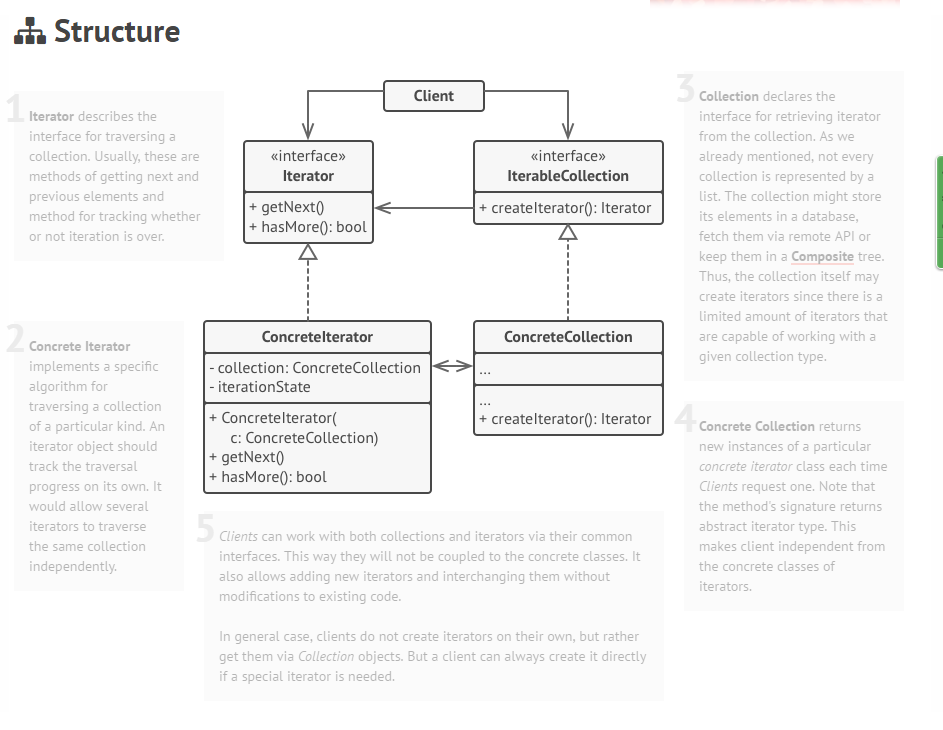 Structure
1
Iterator describes the
interface for traversing a
collection. Usually, these are
methods of getting next and
previous elements and
method for tracking whether
or not iteration is over.
2
Concrete Iterator
implements a specific
algorithm for
traversing a collection
of a particular kind. An
iterator object should
track the traversal
progress on its own. It
would allow several
iterators to traverse
the same collection
independently.
Client
«interface»
Iterator
+ getNext()
+ hasMore(): bool
«interface»
IterableCollection
+ createIterator(): Iterator
ConcreteIterator
- collection: ConcreteCollection
- iterationState
+ ConcreteIterator(
c: ConcreteCollection)
+ getNext()
+ hasMore(): bool
ConcreteCollection
...
...
+ createIterator(): Iterator
3
Collection declares the
interface for retrieving iterator
from the collection. As we
already mentioned, not every
collection is represented by a
list. The collection might store
its elements in a database,
fetch them via remote API or
keep them in a Composite tree.
Thus, the collection itself may
create iterators since there is a
limited amount of iterators that
are capable of working with a
given collection type.
4
Concrete Collection returns
new instances of a particular
concrete iterator class each time
Clients request one. Note that
the method's signature returns
abstract iterator type. This
makes client independent from
the concrete classes of
iterators.
5
Clients can work with both collections and iterators via their common
interfaces. This way they will not be coupled to the concrete classes. It
also allows adding new iterators and interchanging them without
modifications to existing code.
In general case, clients do not create iterators on their own, but rather
get them via Collection objects. But a client can always create it directly
if a special iterator is needed.